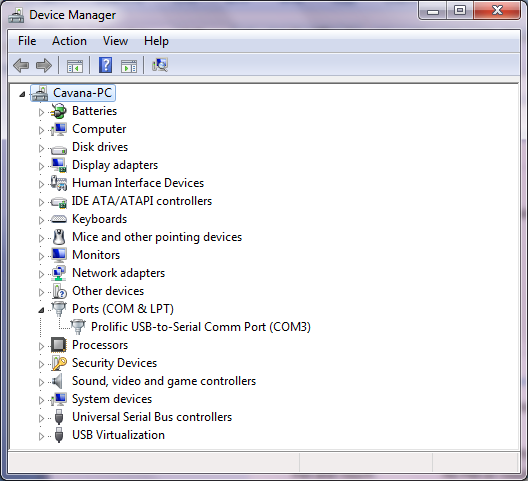 Device Manager
File Action View Help
Cavana-PC
Batteries
Computer
Disk drives
Display adapters
Human Interface Devices
IDE ATA/ATAPI controllers
Keyboards
Mice and other pointing devices
Monitors
Network adapters
Other devices
Ports (COM & LPT)
Prolific USB-to-Serial Comm Port (COM3)
Processors
Security Devices
Sound, video and game controllers
System devices
Universal Serial Bus controllers
USB Virtualization